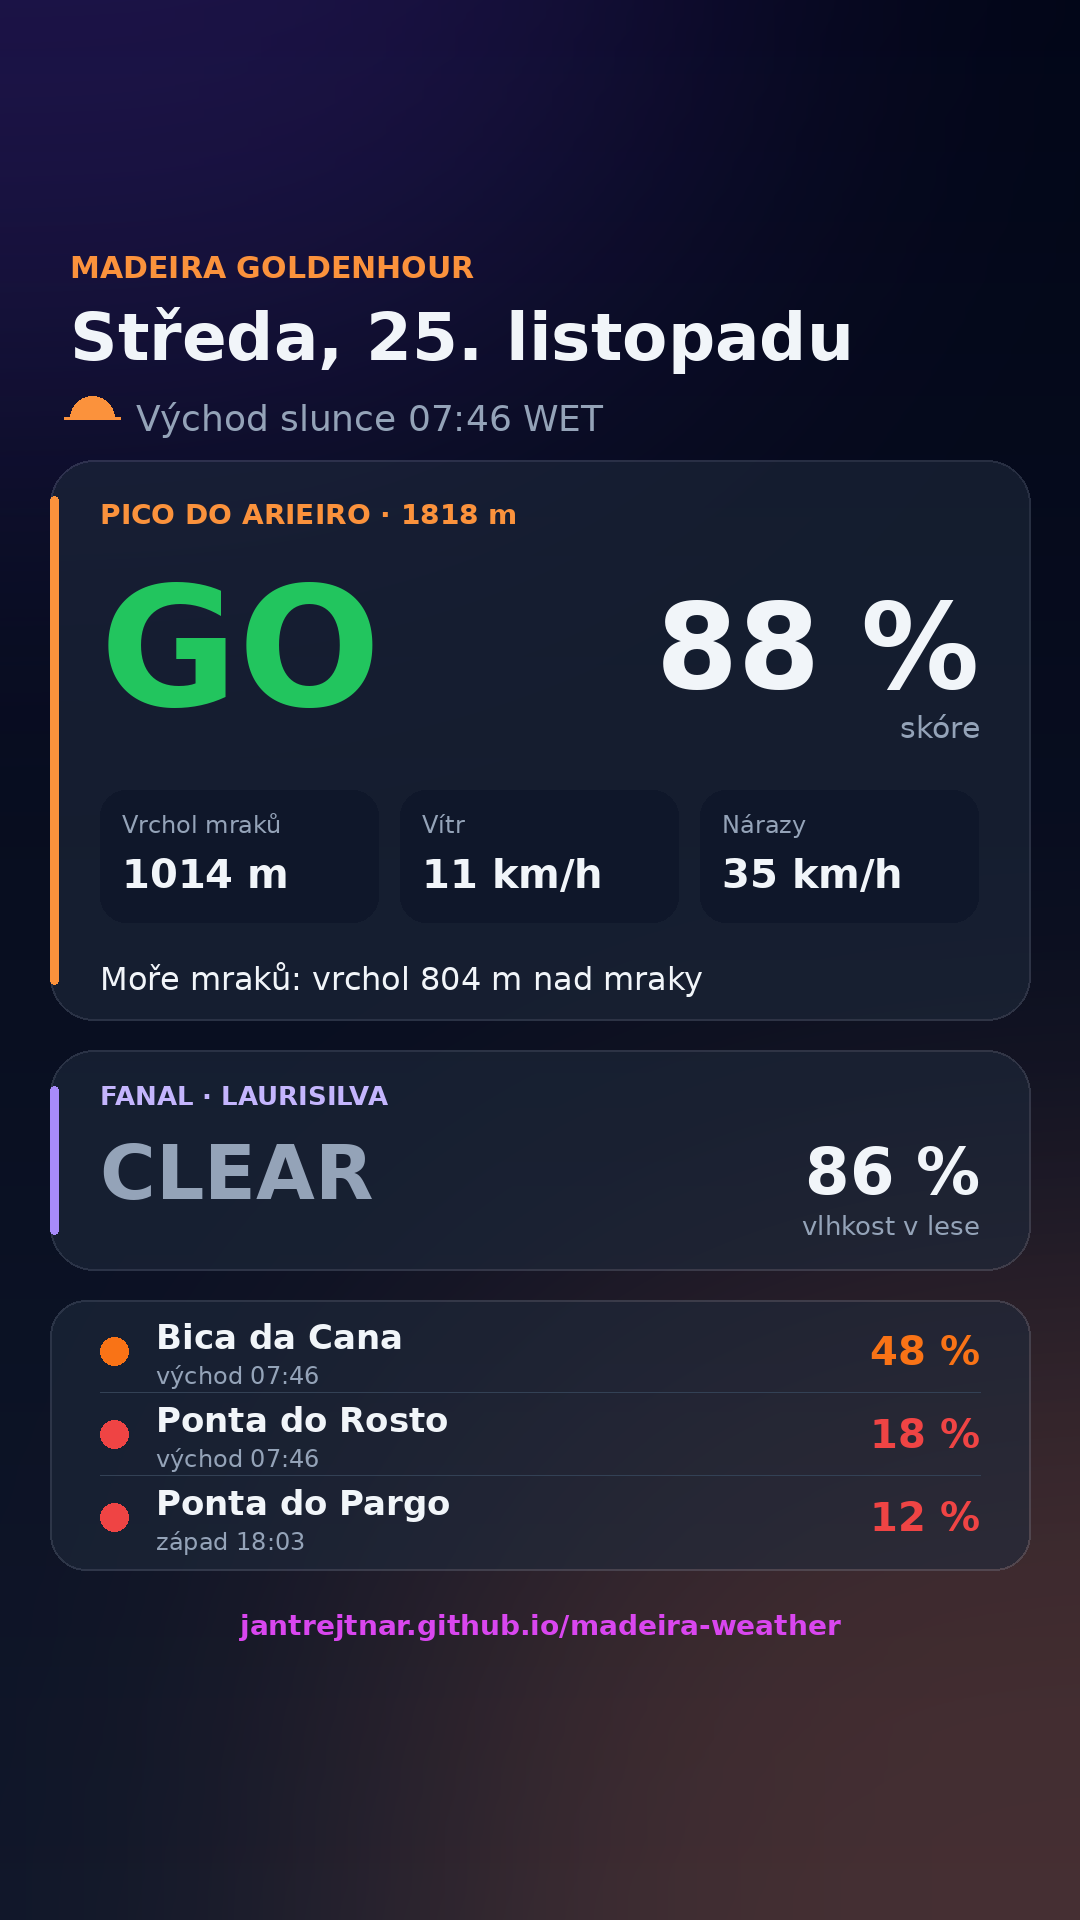 MADEIRA GOLDENHOUR
Středa, 25. listopadu
Východ slunce 07:46 WET
PICO DO ARIEIRO · 1818 m
GO
88 %
skóre
Vrchol mraků
1014 m
Vítr
11 km/h
Nárazy
35 km/h
Moře mraků: vrchol 804 m nad mraky
FANAL · LAURISILVA
CLEAR
86 %
vlhkost v lese
Bica da Cana
východ 07:46
48 %
Ponta do Rosto
východ 07:46
18 %
Ponta do Pargo
západ 18:03
12 %
jantrejtnar.github.io/madeira-weather